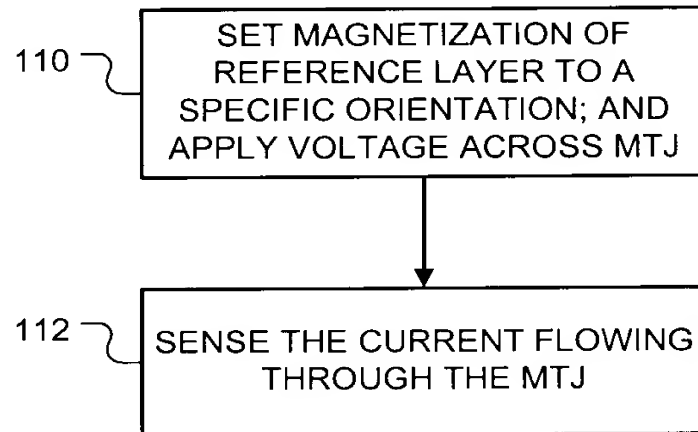 110
SET MAGNETIZATION OF
REFERENCE LAYER TO A
SPECIFIC ORIENTATION; AND
APPLY VOLTAGE ACROSS MTJ
112
SENSE THE CURRENT FLOWING
THROUGH THE MTJ